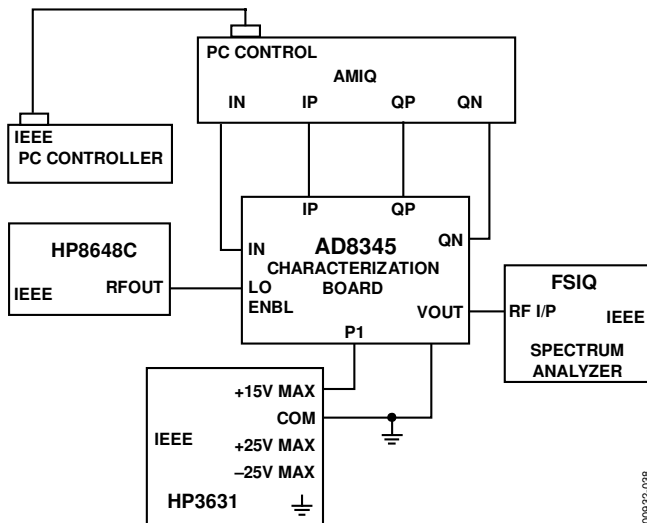 PC CONTROL
AMIQ
IN IP QP QN
IEEE
PC CONTROLLER
IP QP
IN AD8345 QN
CHARACTERIZATION
BOARD
LO
ENBL
VOUT
P1
HP8648C
IEEE RFOUT
FSIQ
RF I/P IEEE
SPECTRUM
ANALYZER
+15V MAX
COM
IEEE
+25V MAX
–25V MAX
HP3631
00932-038